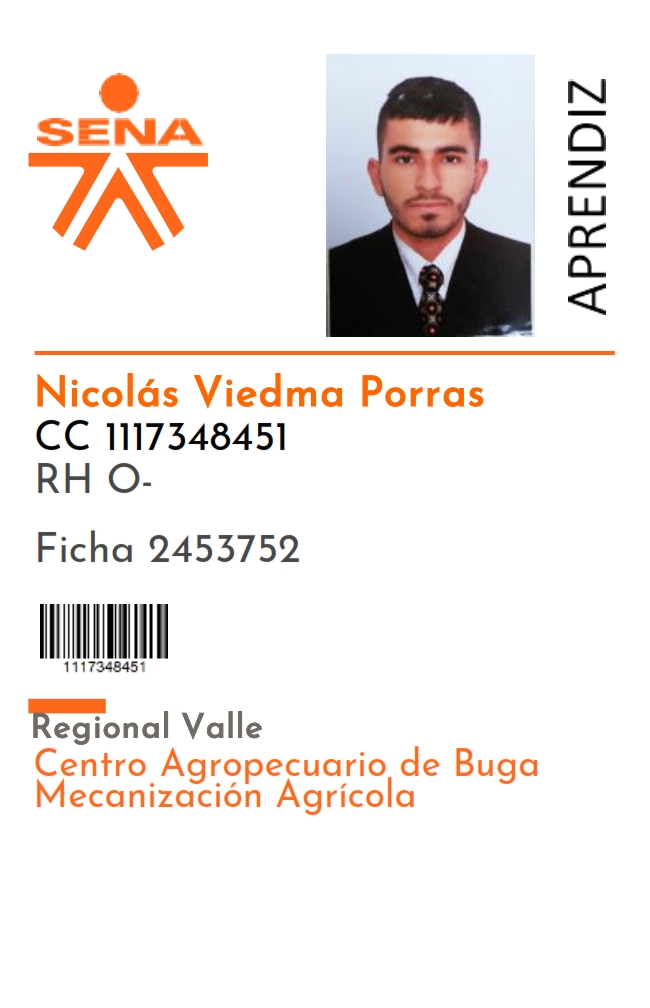 SENA
APRENDIZ
Nicolás Viedma Porras
CC 1117348451
RH O-
Ficha 2453752
1117348451
Regional Valle
Centro Agropecuario de Buga
Mecanización Agrícola